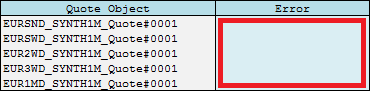 Quote Object Error
EURSND_SYNTH1M_Quote#0001
EURSWD_SYNTH1M_Quote#0001
EUR2WD_SYNTH1M_Quote#0001
EUR3WD_SYNTH1M_Quote#0001
EUR1MD_SYNTH1M_Quote#0001